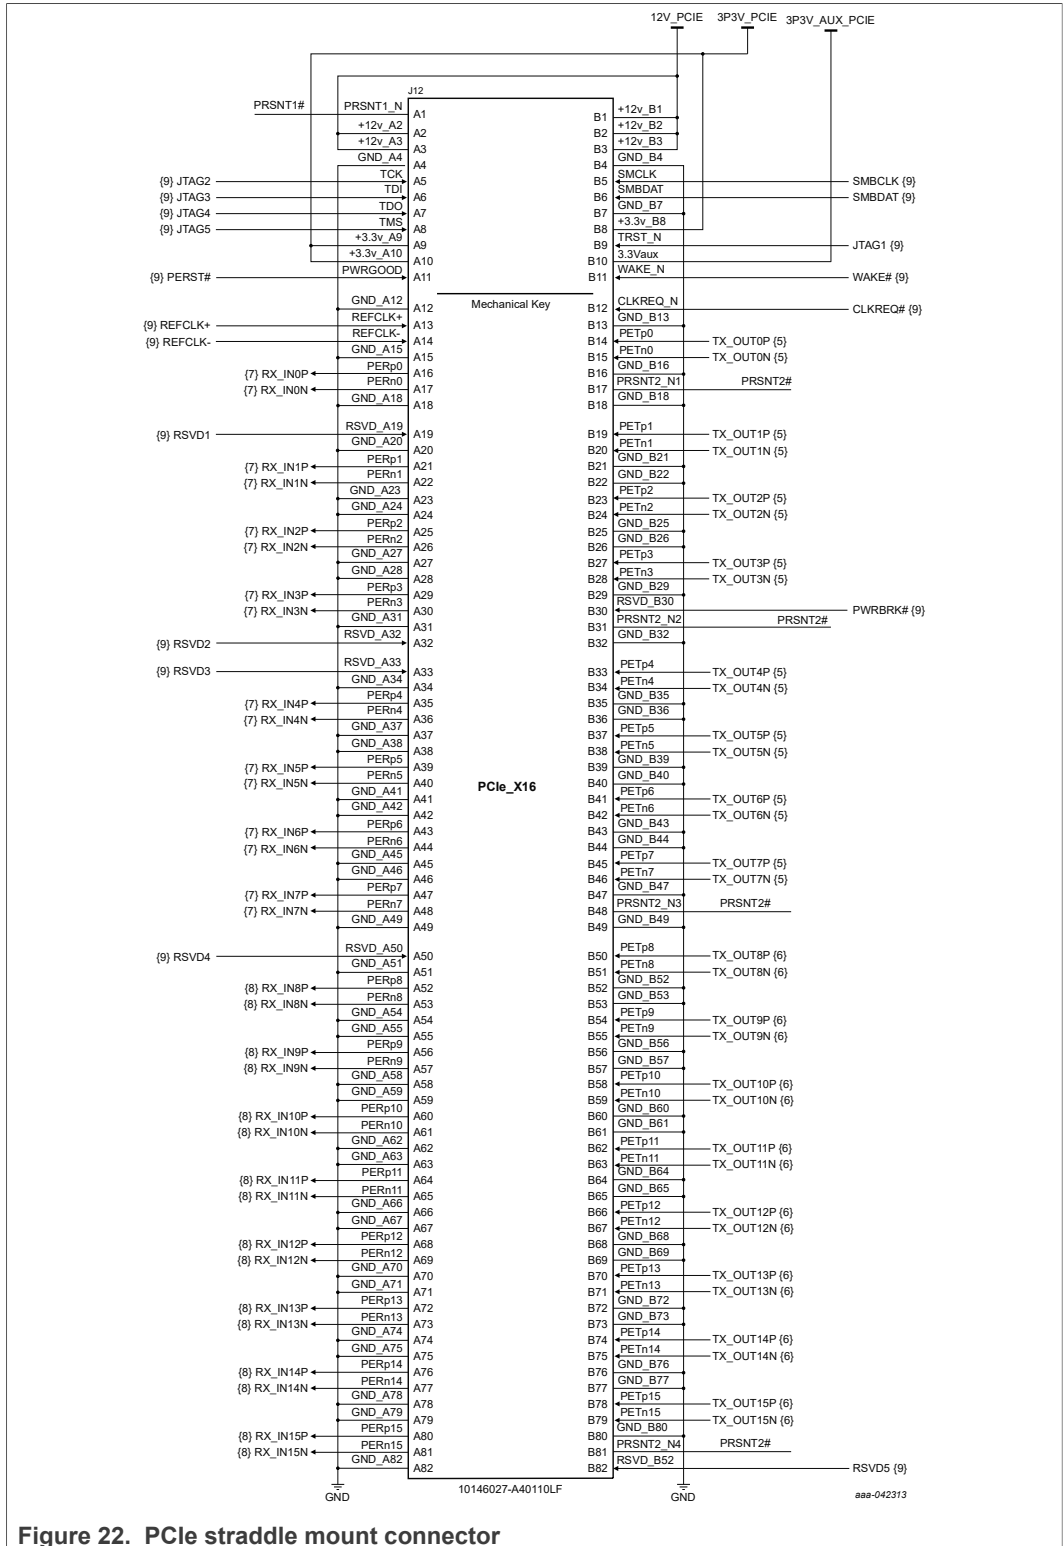 12V_PCIE 3P3V_PCIE 3P3V_AUX_PCIE
J12
PRSNT1# PRSNT1_N A1 B1 +12v_B1
+12v_A2 A2 B2 +12v_B2
+12v_A3 A3 B3 +12v_B3
GND_A4 A4 B4 GND_B4
{9} JTAG2 TCK A5 B5 SMCLK SMBCLK {9}
{9} JTAG3 TDI A6 B6 SMBDAT SMBDAT {9}
{9} JTAG4 TDO A7 B7 GND_B7
{9} JTAG5 TMS A8 B8 +3.3v_B8
+3.3v_A9 A9 B9 TRST_N JTAG1 {9}
+3.3v_A10 A10 B10 3.3Vaux
{9} PERST# PWRGOOD A11 B11 WAKE_N WAKE# {9}
Mechanical Key
GND_A12 A12 B12 CLKREQ_N CLKREQ# {9}
{9} REFCLK+ REFCLK+ A13 B13 GND_B13
{9} REFCLK- REFCLK- A14 B14 PETp0 TX_OUT0P {5}
GND_A15 A15 B15 PETn0 TX_OUT0N {5}
{7} RX_IN0P PERp0 A16 B16 GND_B16
{7} RX_IN0N PERn0 A17 B17 PRSNT2_N1 PRSNT2#
GND_A18 A18 B18 GND_B18
{9} RSVD1 RSVD_A19 A19 B19 PETp1 TX_OUT1P {5}
GND_A20 A20 B20 PETn1 TX_OUT1N {5}
{7} RX_IN1P PERp1 A21 B21 GND_B21
{7} RX_IN1N PERn1 A22 B22 GND_B22
GND_A23 A23 B23 PETp2 TX_OUT2P {5}
GND_A24 A24 B24 PETn2 TX_OUT2N {5}
{7} RX_IN2P PERp2 A25 B25 GND_B25
{7} RX_IN2N PERn2 A26 B26 GND_B26
GND_A27 A27 B27 PETp3 TX_OUT3P {5}
GND_A28 A28 B28 PETn3 TX_OUT3N {5}
{7} RX_IN3P PERp3 A29 B29 GND_B29
{7} RX_IN3N PERn3 A30 B30 RSVD_B30 PWRBRK# {9}
GND_A31 A31 B31 PRSNT2_N2 PRSNT2#
{9} RSVD2 RSVD_A32 A32 B32 GND_B32
{9} RSVD3 RSVD_A33 A33 B33 PETp4 TX_OUT4P {5}
GND_A34 A34 B34 PETn4 TX_OUT4N {5}
{7} RX_IN4P PERp4 A35 B35 GND_B35
{7} RX_IN4N PERn4 A36 B36 GND_B36
GND_A37 A37 B37 PETp5 TX_OUT5P {5}
GND_A38 A38 B38 PETn5 TX_OUT5N {5}
{7} RX_IN5P PERp5 A39 B39 GND_B39
{7} RX_IN5N PERn5 A40 B40 GND_B40
PCIe_X16
GND_A41 A41 B41 PETp6 TX_OUT6P {5}
GND_A42 A42 B42 PETn6 TX_OUT6N {5}
{7} RX_IN6P PERp6 A43 B43 GND_B43
{7} RX_IN6N PERn6 A44 B44 GND_B44
GND_A45 A45 B45 PETp7 TX_OUT7P {5}
GND_A46 A46 B46 PETn7 TX_OUT7N {5}
{7} RX_IN7P PERp7 A47 B47 GND_B47
{7} RX_IN7N PERn7 A48 B48 PRSNT2_N3 PRSNT2#
GND_A49 A49 B49 GND_B49
{9} RSVD4 RSVD_A50 A50 B50 PETp8 TX_OUT8P {6}
GND_A51 A51 B51 PETn8 TX_OUT8N {6}
{8} RX_IN8P PERp8 A52 B52 GND_B52
{8} RX_IN8N PERn8 A53 B53 GND_B53
GND_A54 A54 B54 PETp9 TX_OUT9P {6}
GND_A55 A55 B55 PETn9 TX_OUT9N {6}
{8} RX_IN9P PERp9 A56 B56 GND_B56
{8} RX_IN9N PERn9 A57 B57 GND_B57
GND_A58 A58 B58 PETp10 TX_OUT10P {6}
GND_A59 A59 B59 PETn10 TX_OUT10N {6}
{8} RX_IN10P PERp10 A60 B60 GND_B60
{8} RX_IN10N PERn10 A61 B61 GND_B61
GND_A62 A62 B62 PETp11 TX_OUT11P {6}
GND_A63 A63 B63 PETn11 TX_OUT11N {6}
{8} RX_IN11P PERp11 A64 B64 GND_B64
{8} RX_IN11N PERn11 A65 B65 GND_B65
GND_A66 A66 B66 PETp12 TX_OUT12P {6}
GND_A67 A67 B67 PETn12 TX_OUT12N {6}
{8} RX_IN12P PERp12 A68 B68 GND_B68
{8} RX_IN12N PERn12 A69 B69 GND_B69
GND_A70 A70 B70 PETp13 TX_OUT13P {6}
GND_A71 A71 B71 PETn13 TX_OUT13N {6}
{8} RX_IN13P PERp13 A72 B72 GND_B72
{8} RX_IN13N PERn13 A73 B73 GND_B73
GND_A74 A74 B74 PETp14 TX_OUT14P {6}
GND_A75 A75 B75 PETn14 TX_OUT14N {6}
{8} RX_IN14P PERp14 A76 B76 GND_B76
{8} RX_IN14N PERn14 A77 B77 GND_B77
GND_A78 A78 B78 PETp15 TX_OUT15P {6}
GND_A79 A79 B79 PETn15 TX_OUT15N {6}
{8} RX_IN15P PERp15 A80 B80 GND_B80
{8} RX_IN15N PERn15 A81 B81 PRSNT2_N4 PRSNT2#
GND_A82 A82 B82 RSVD_B52 RSVD5 {9}
GND 10146027-A40110LF GND aaa-042313
Figure 22. PCIe straddle mount connector